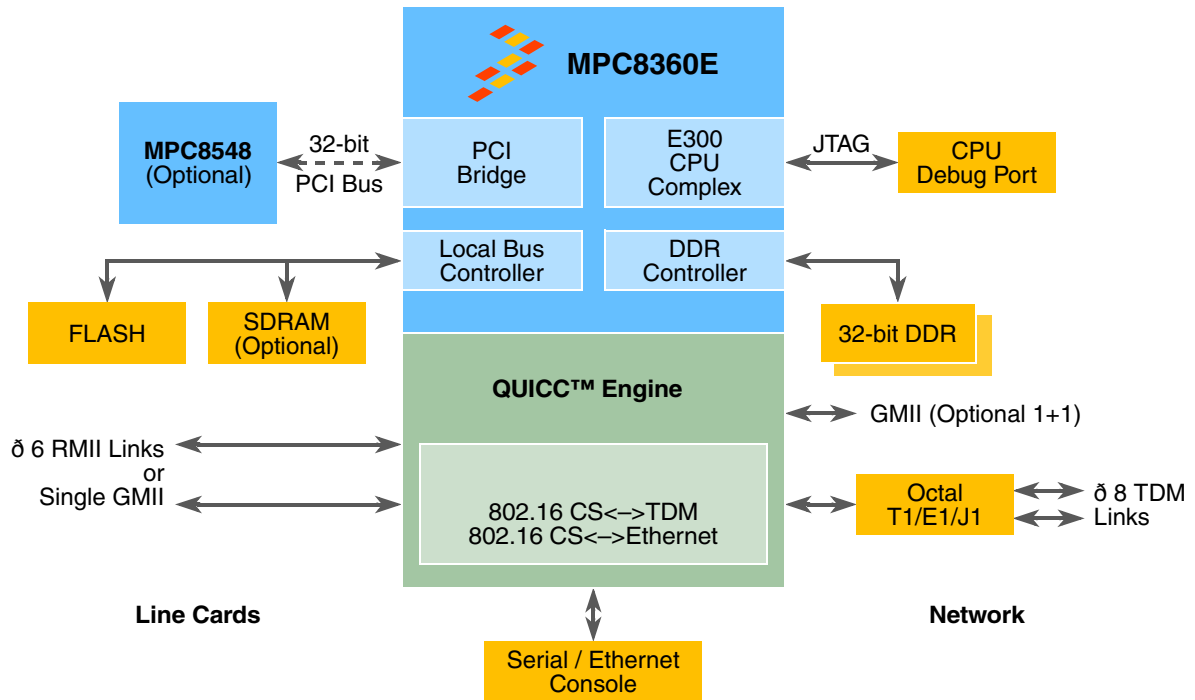 MPC8360E
MPC8548
(Optional)
32-bit
PCI Bus
PCI
Bridge
E300
CPU
Complex
JTAG
CPU
Debug Port
Local Bus
Controller
DDR
Controller
FLASH
SDRAM
(Optional)
32-bit DDR
QUICC™ Engine
GMII (Optional 1+1)
ð 6 RMII Links
or
Single GMII
802.16 CS<–>TDM
802.16 CS<–>Ethernet
Octal
T1/E1/J1
ð 8 TDM
Links
Line Cards
Network
Serial / Ethernet
Console